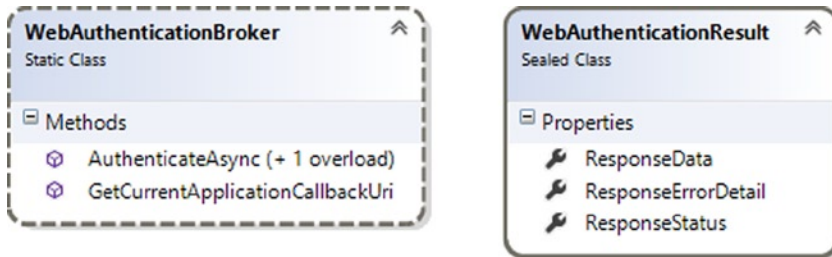 WebAuthenticationBroker
Static Class
Methods
AuthenticateAsync (+ 1 overload)
GetCurrentApplicationCallbackUri
WebAuthenticationResult
Sealed Class
Properties
ResponseData
ResponseErrorDetail
ResponseStatus